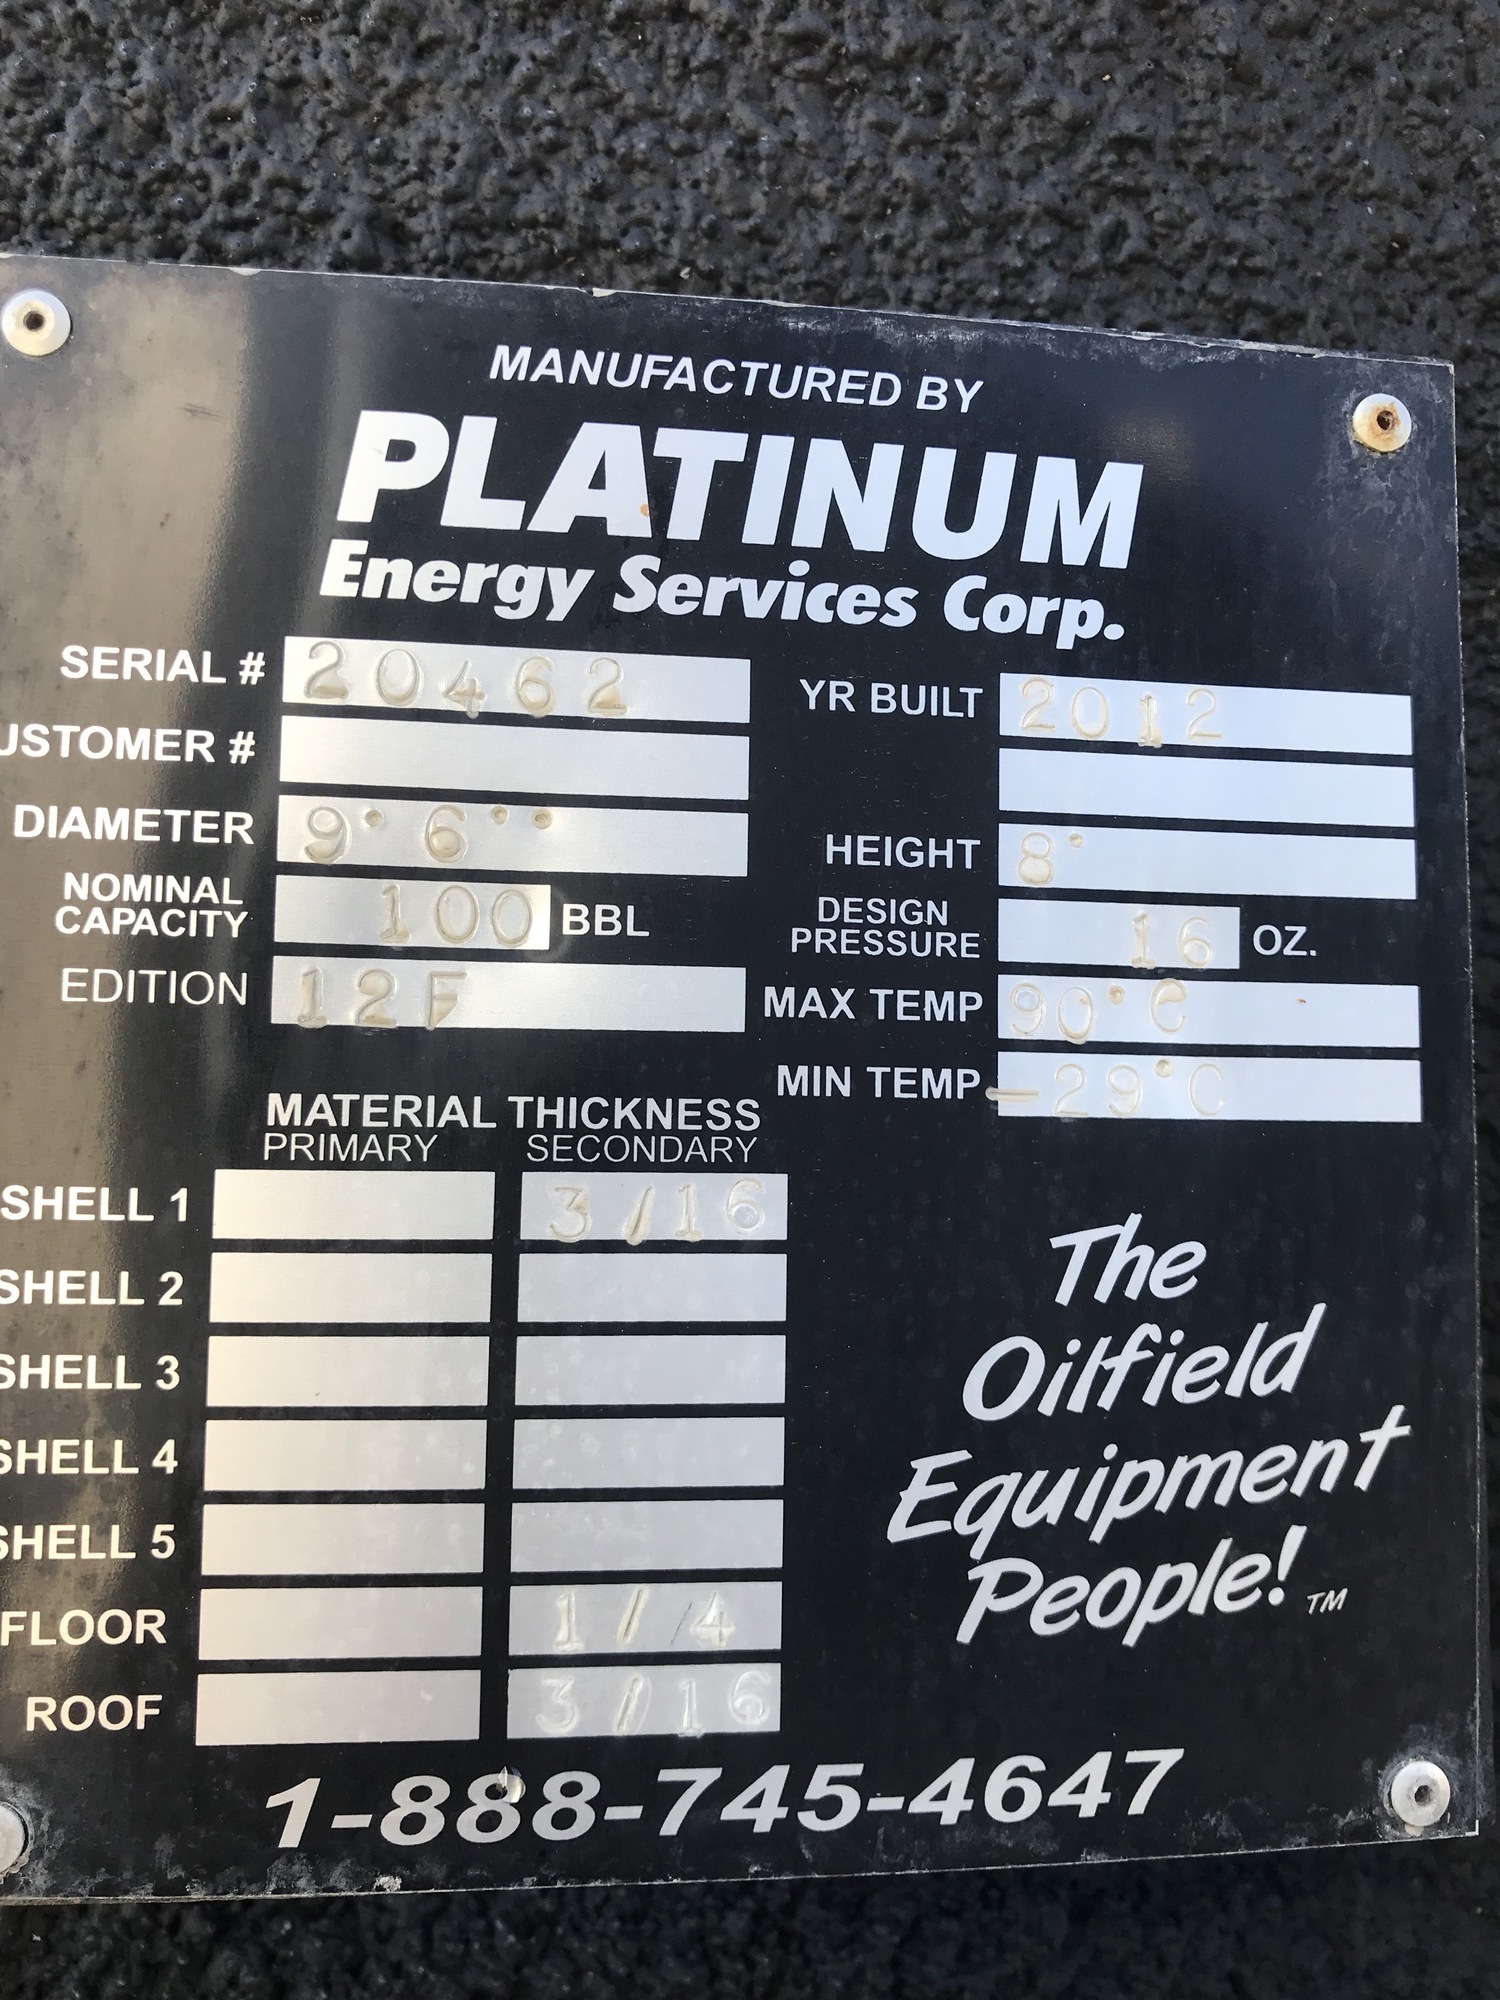 MANUFACTURED BY
PLATINUM
Energy Services Corp.
SERIAL # 20462
YR BUILT 2012
USTOMER #
DIAMETER 9° 6°°
HEIGHT 8°
NOMINAL CAPACITY 100 BBL
DESIGN PRESSURE 16 OZ.
EDITION 12F
MAX TEMP 90°C
MIN TEMP -29°C
MATERIAL THICKNESS
PRIMARY SECONDARY
SHELL 1 3/16
SHELL 2
SHELL 3
SHELL 4
SHELL 5
FLOOR 1/4
ROOF 3/16
The
Oilfield
Equipment
People! TM
1-888-745-4647